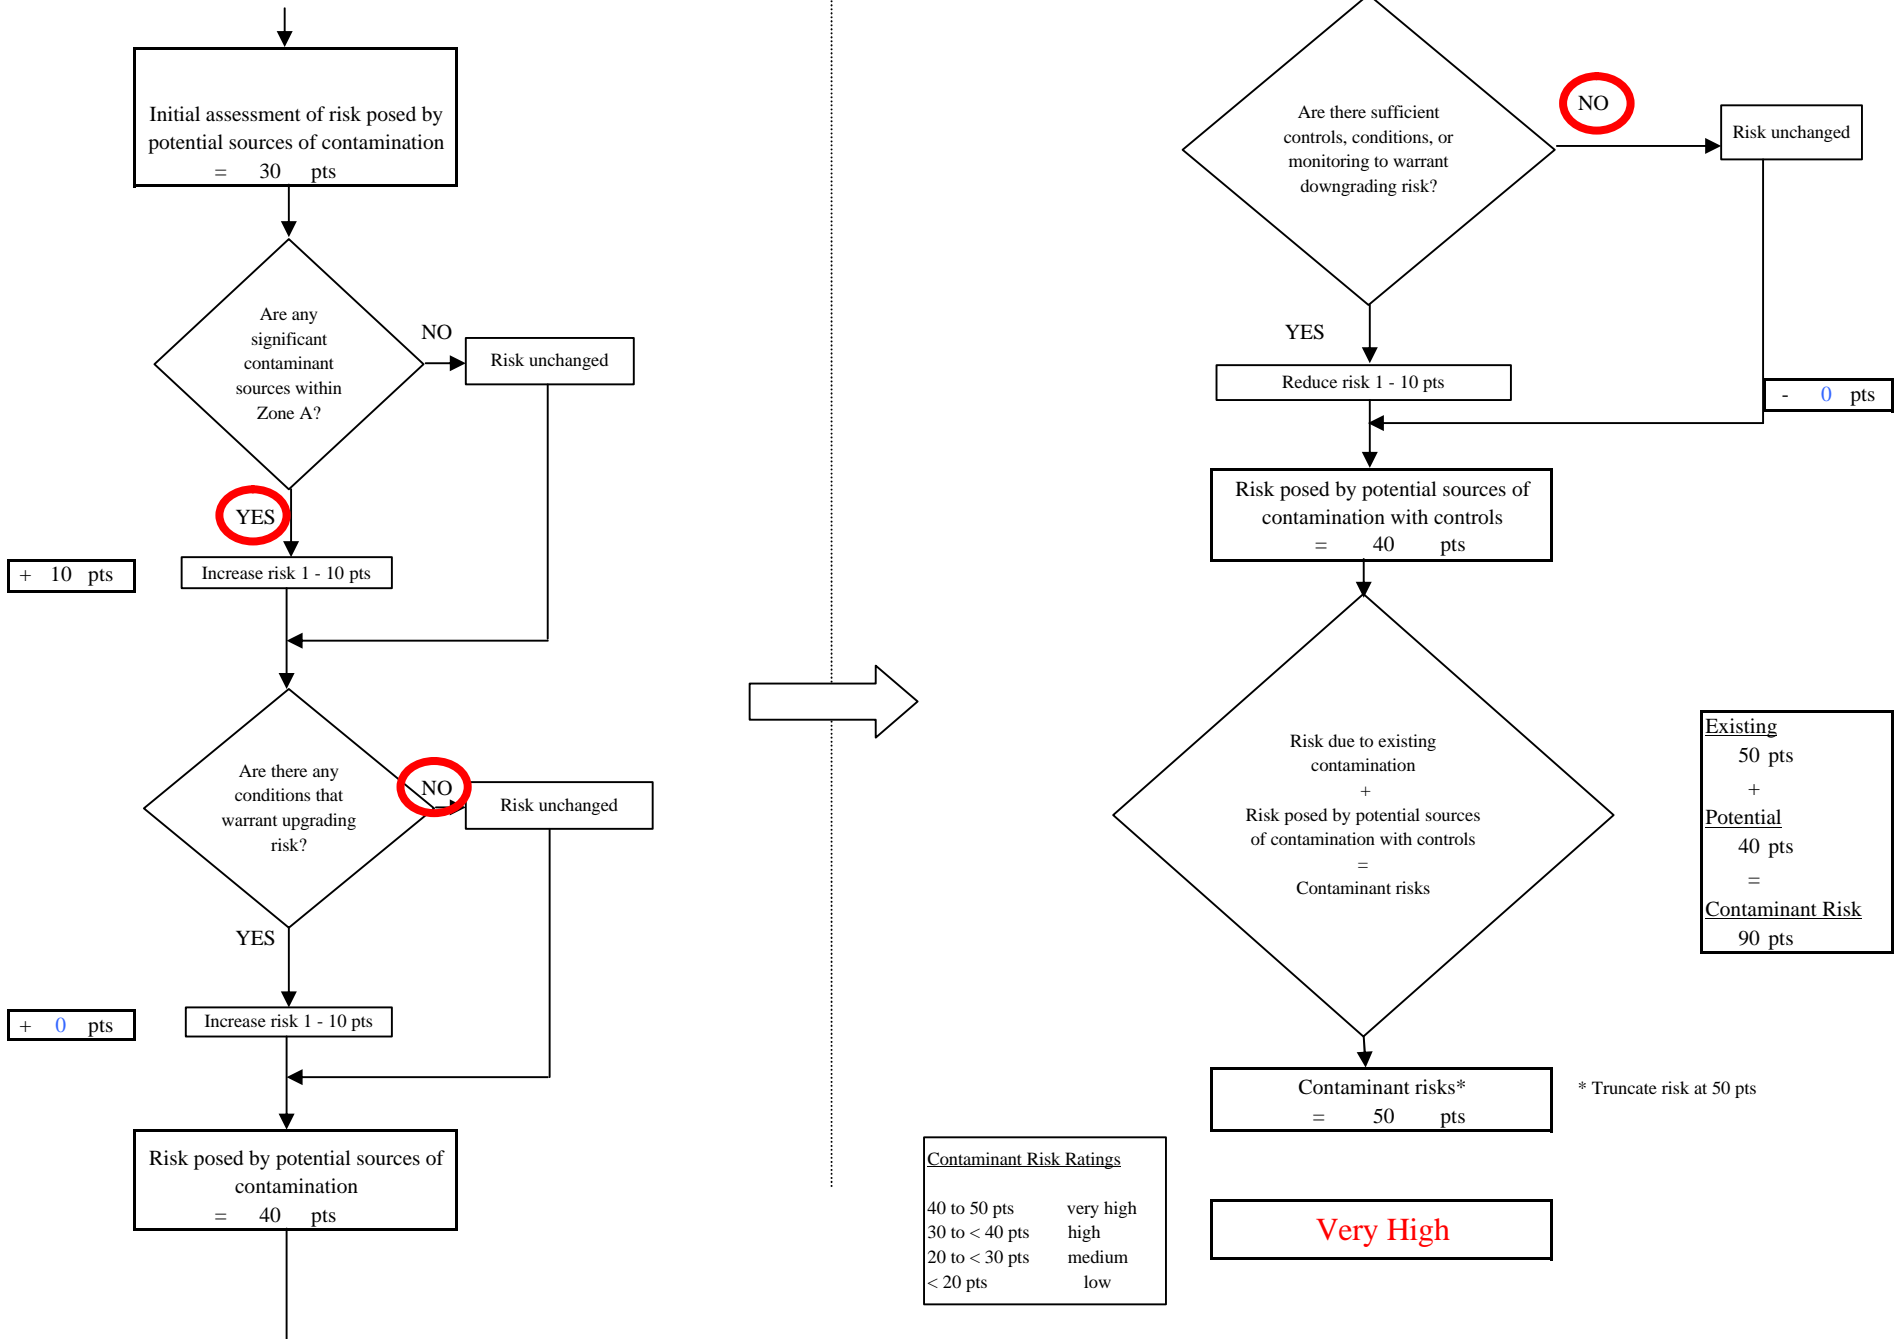 Initial assessment of risk posed by
potential sources of contamination
= 30 pts
Are any
significant
contaminant
sources within
Zone A?
NO
Risk unchanged
YES
+ 10 pts
Increase risk 1 - 10 pts
Are there any
conditions that
warrant upgrading
risk?
NO
Risk unchanged
YES
+ 0 pts
Increase risk 1 - 10 pts
Risk posed by potential sources of
contamination
= 40 pts
Are there sufficient
controls, conditions, or
monitoring to warrant
downgrading risk?
NO
Risk unchanged
YES
Reduce risk 1 - 10 pts
- 0 pts
Risk posed by potential sources of
contamination with controls
= 40 pts
Risk due to existing
contamination
+
Risk posed by potential sources
of contamination with controls
=
Contaminant risks
Existing
50 pts
+
Potential
40 pts
=
Contaminant Risk
90 pts
Contaminant risks*
= 50 pts
* Truncate risk at 50 pts
Contaminant Risk Ratings
40 to 50 pts very high
30 to < 40 pts high
20 to < 30 pts medium
< 20 pts low
Very High